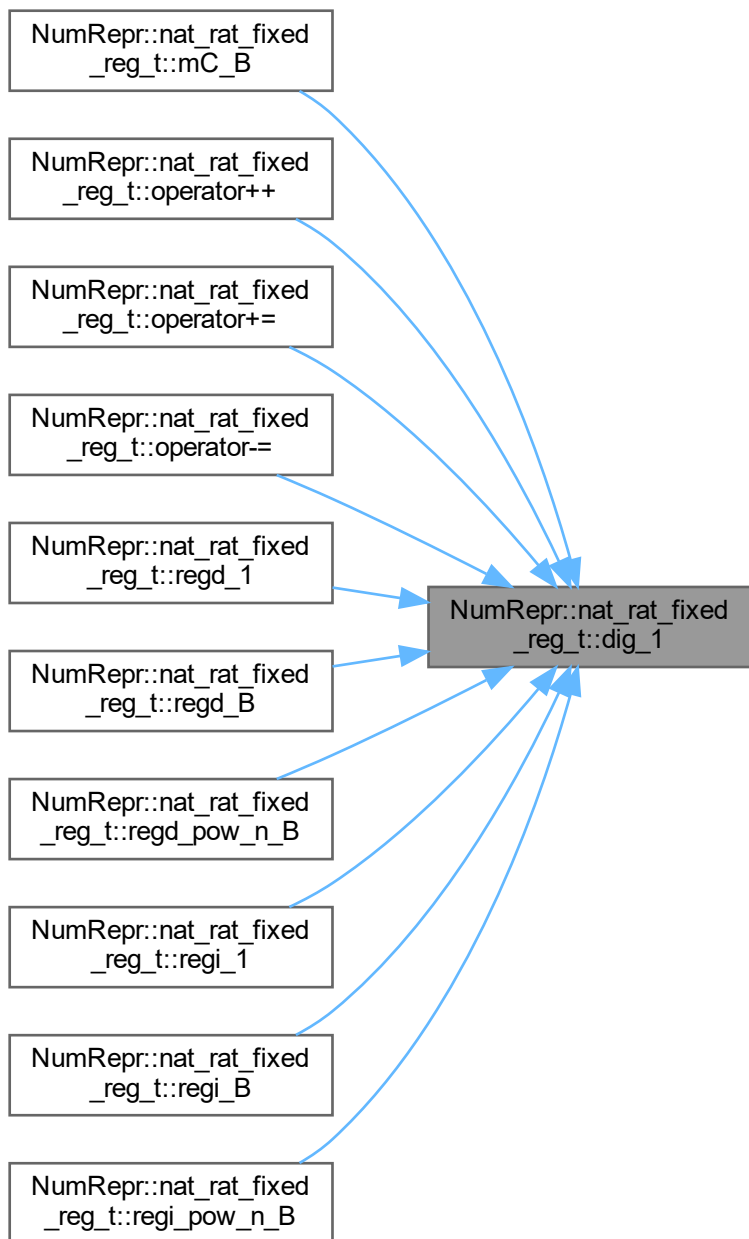 NumRepr::nat_rat_fixed
_reg_t::mC_B
NumRepr::nat_rat_fixed
_reg_t::operator++
NumRepr::nat_rat_fixed
_reg_t::operator+=
NumRepr::nat_rat_fixed
_reg_t::operator-=
NumRepr::nat_rat_fixed
_reg_t::regd_1
NumRepr::nat_rat_fixed
_reg_t::dig_1
NumRepr::nat_rat_fixed
_reg_t::regd_B
NumRepr::nat_rat_fixed
_reg_t::regd_pow_n_B
NumRepr::nat_rat_fixed
_reg_t::regi_1
NumRepr::nat_rat_fixed
_reg_t::regi_B
NumRepr::nat_rat_fixed
_reg_t::regi_pow_n_B